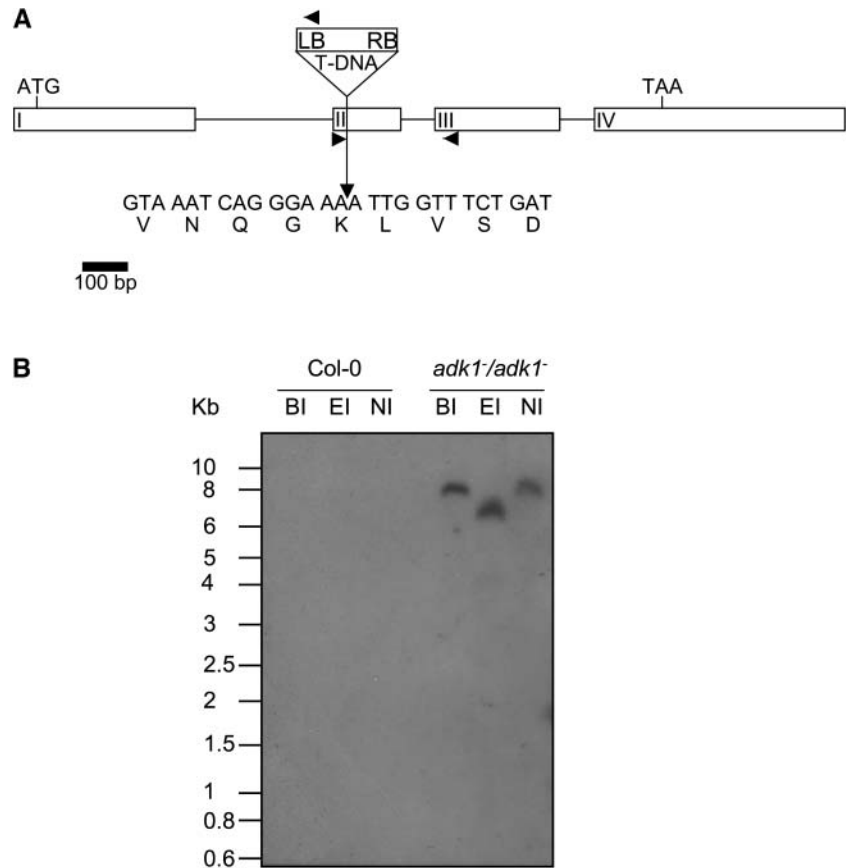 A
LB RB
T-DNA
ATG TAA
I II III IV
GTA AAT CAG GGA AAA TTG GTT TCT GAT
V N Q G K L V S D
100 bp
B
Col-0 adk1⁻/adk1⁻
Kb BI EI NI BI EI NI
10
8
6
5
4
3
2.5
2
1.5
1
0.8
0.6